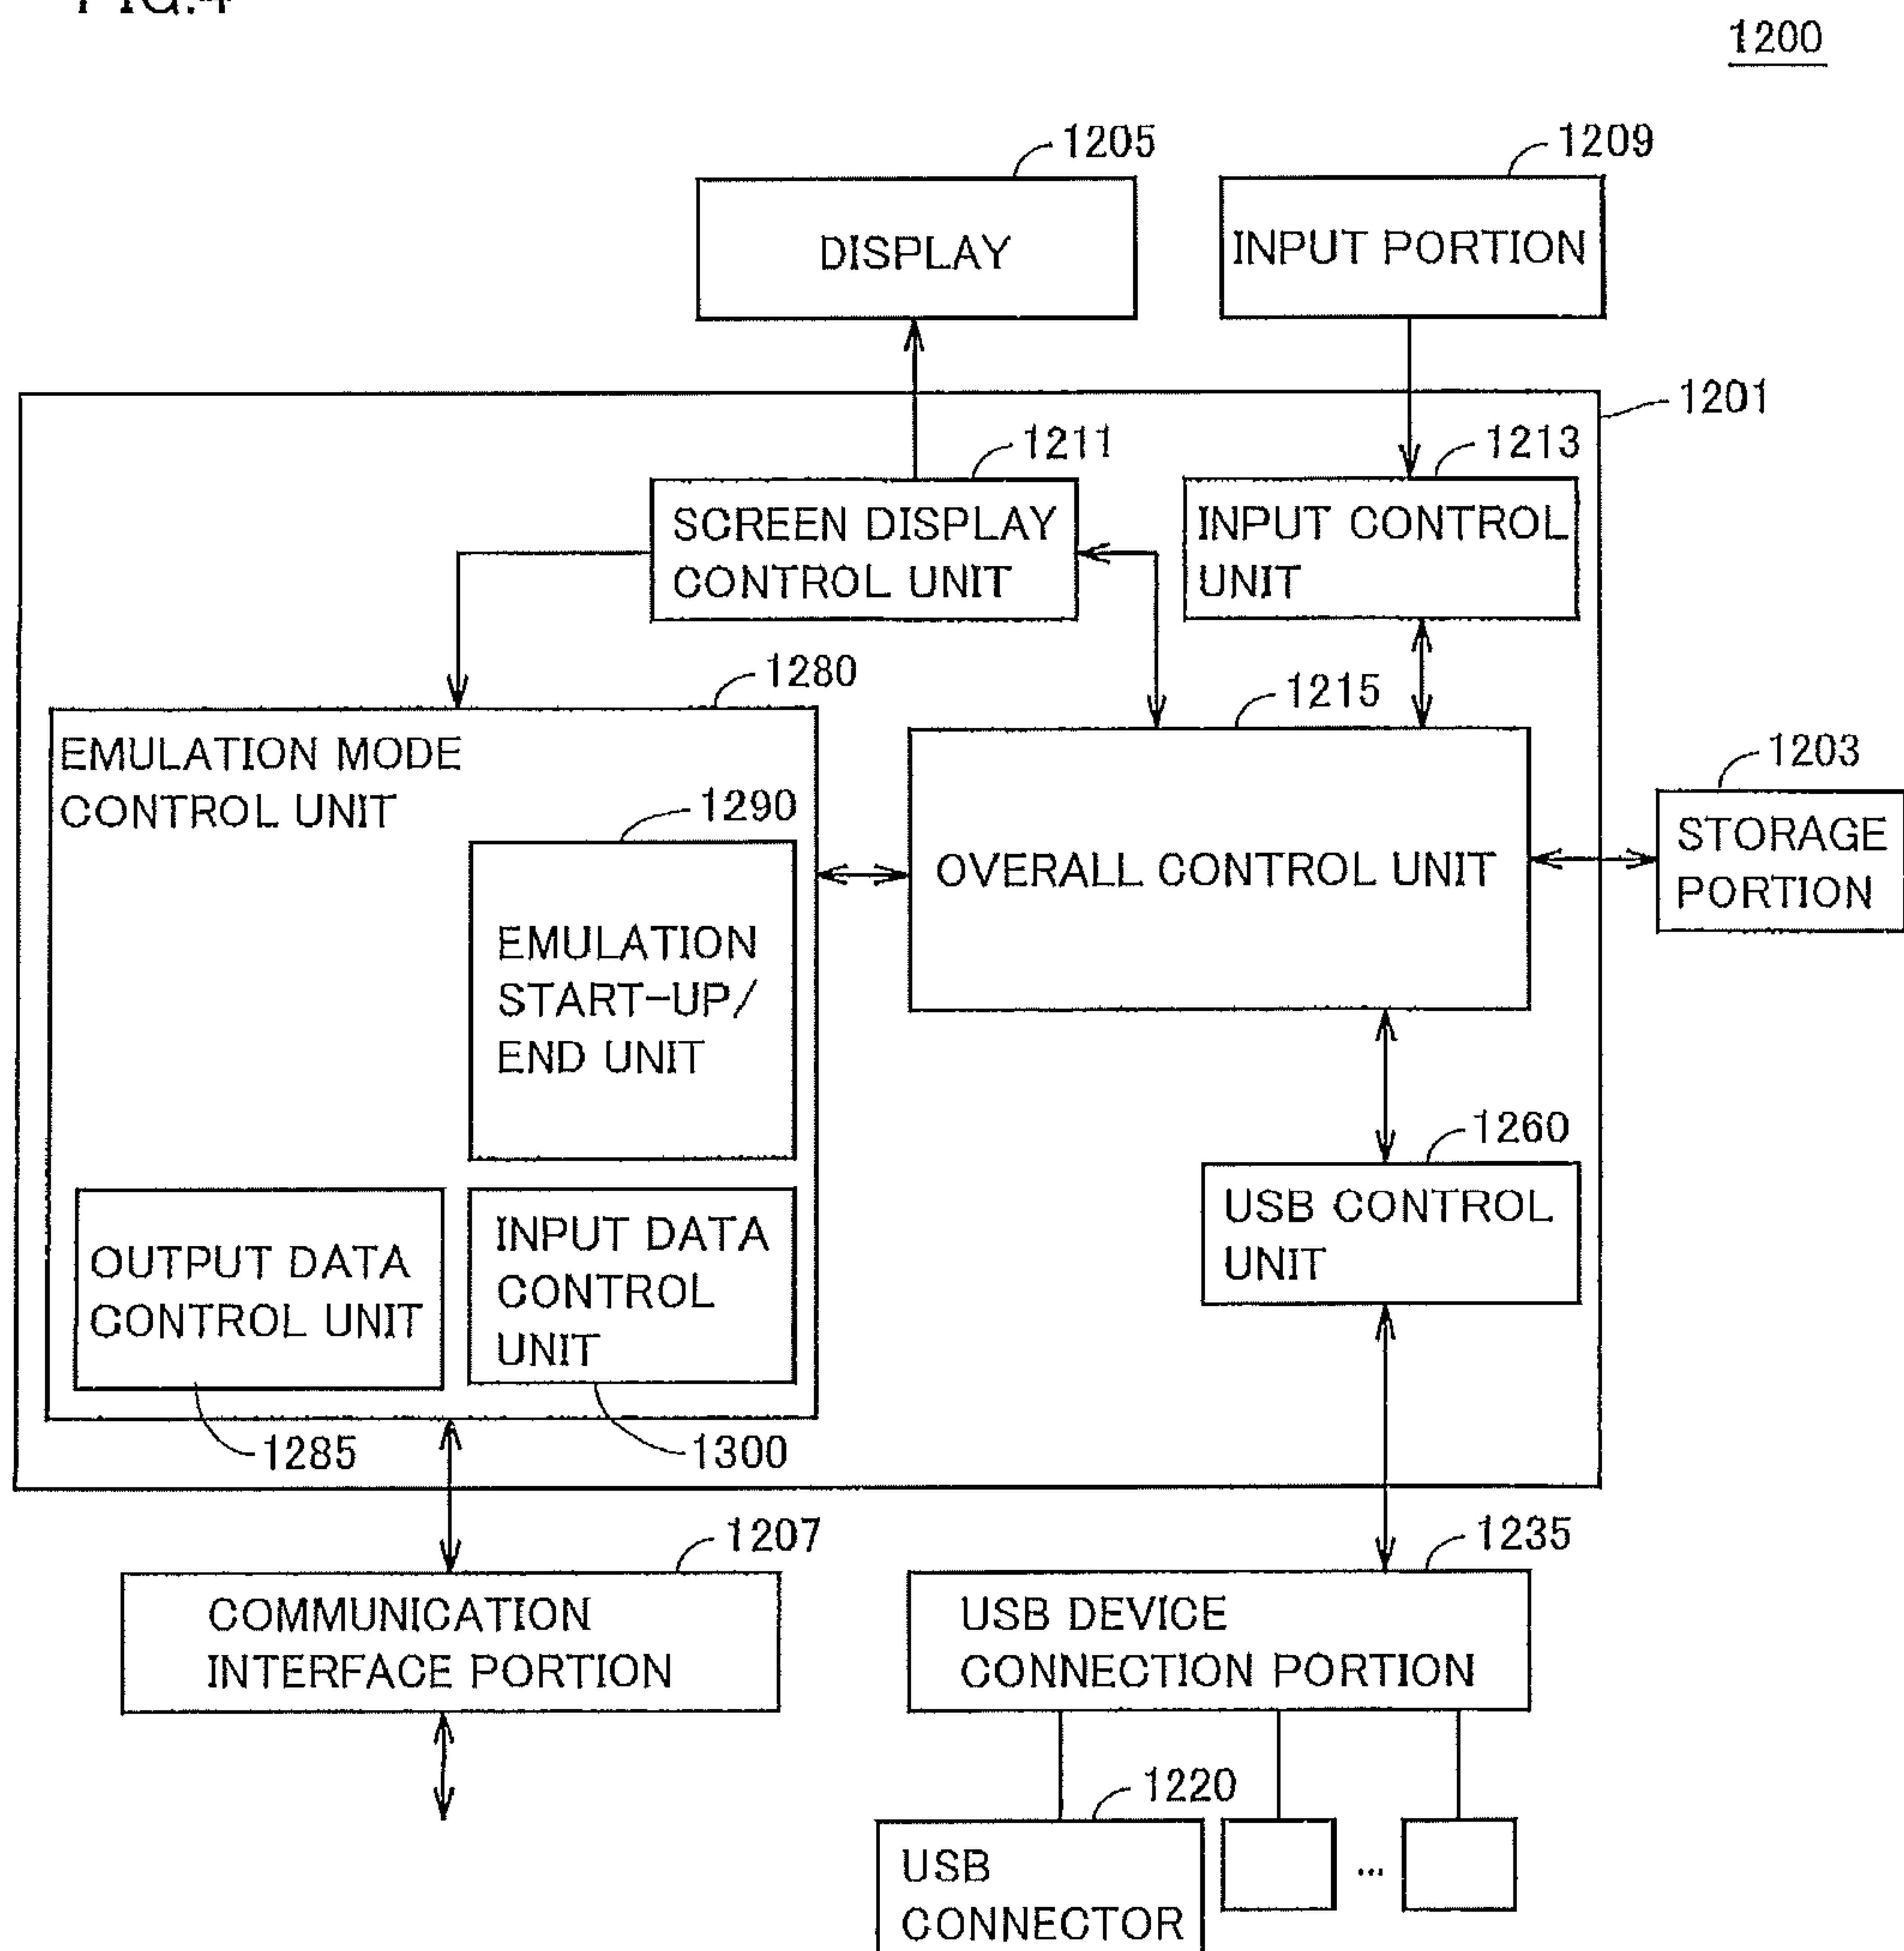 FIG.4
1200
1205
1209
DISPLAY
INPUT PORTION
1201
1211
1213
SCREEN DISPLAY
CONTROL UNIT
INPUT CONTROL
UNIT
1280
1215
EMULATION MODE
CONTROL UNIT
1203
STORAGE
PORTION
1290
OVERALL CONTROL UNIT
EMULATION
START-UP/
END UNIT
1260
USB CONTROL
UNIT
OUTPUT DATA
CONTROL UNIT
INPUT DATA
CONTROL
UNIT
1285
1300
1207
1235
COMMUNICATION
INTERFACE PORTION
USB DEVICE
CONNECTION PORTION
1220
USB
CONNECTOR
...